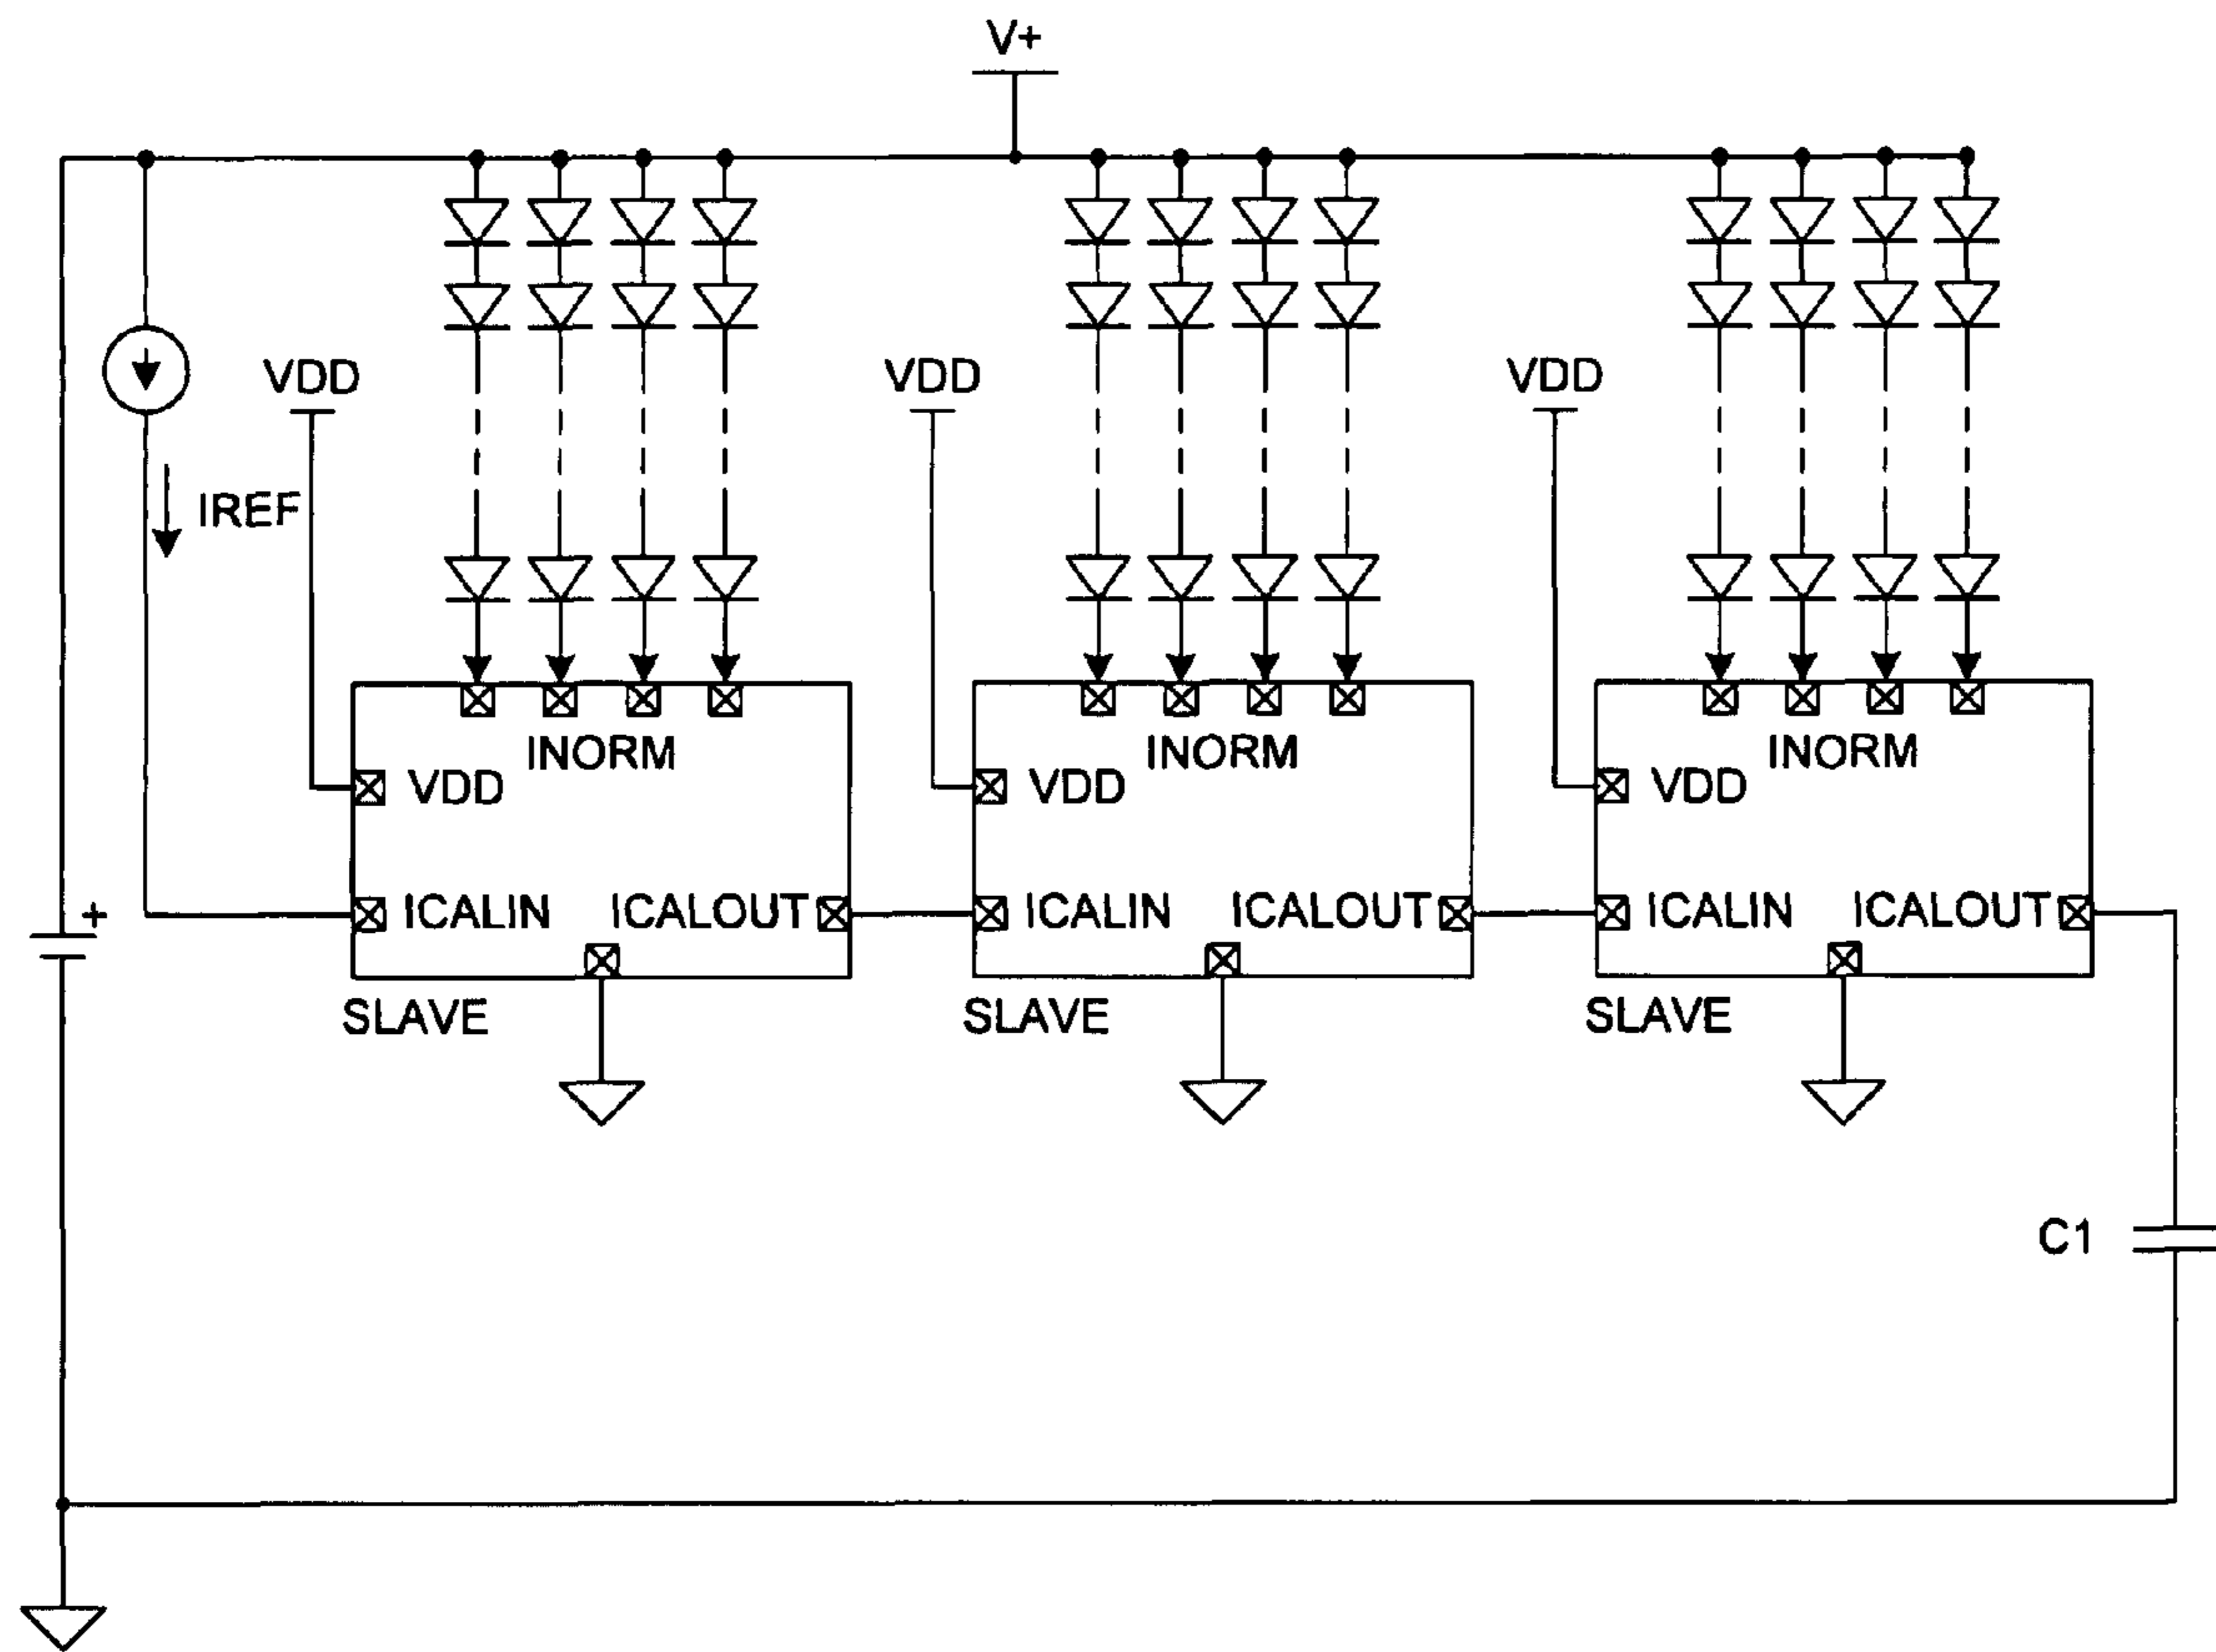 V+
VDD
VDD
VDD
IREF
INORM
INORM
INORM
VDD
VDD
VDD
ICALIN
ICALOUT
ICALIN
ICALOUT
ICALIN
ICALOUT
+
SLAVE
SLAVE
SLAVE
C1